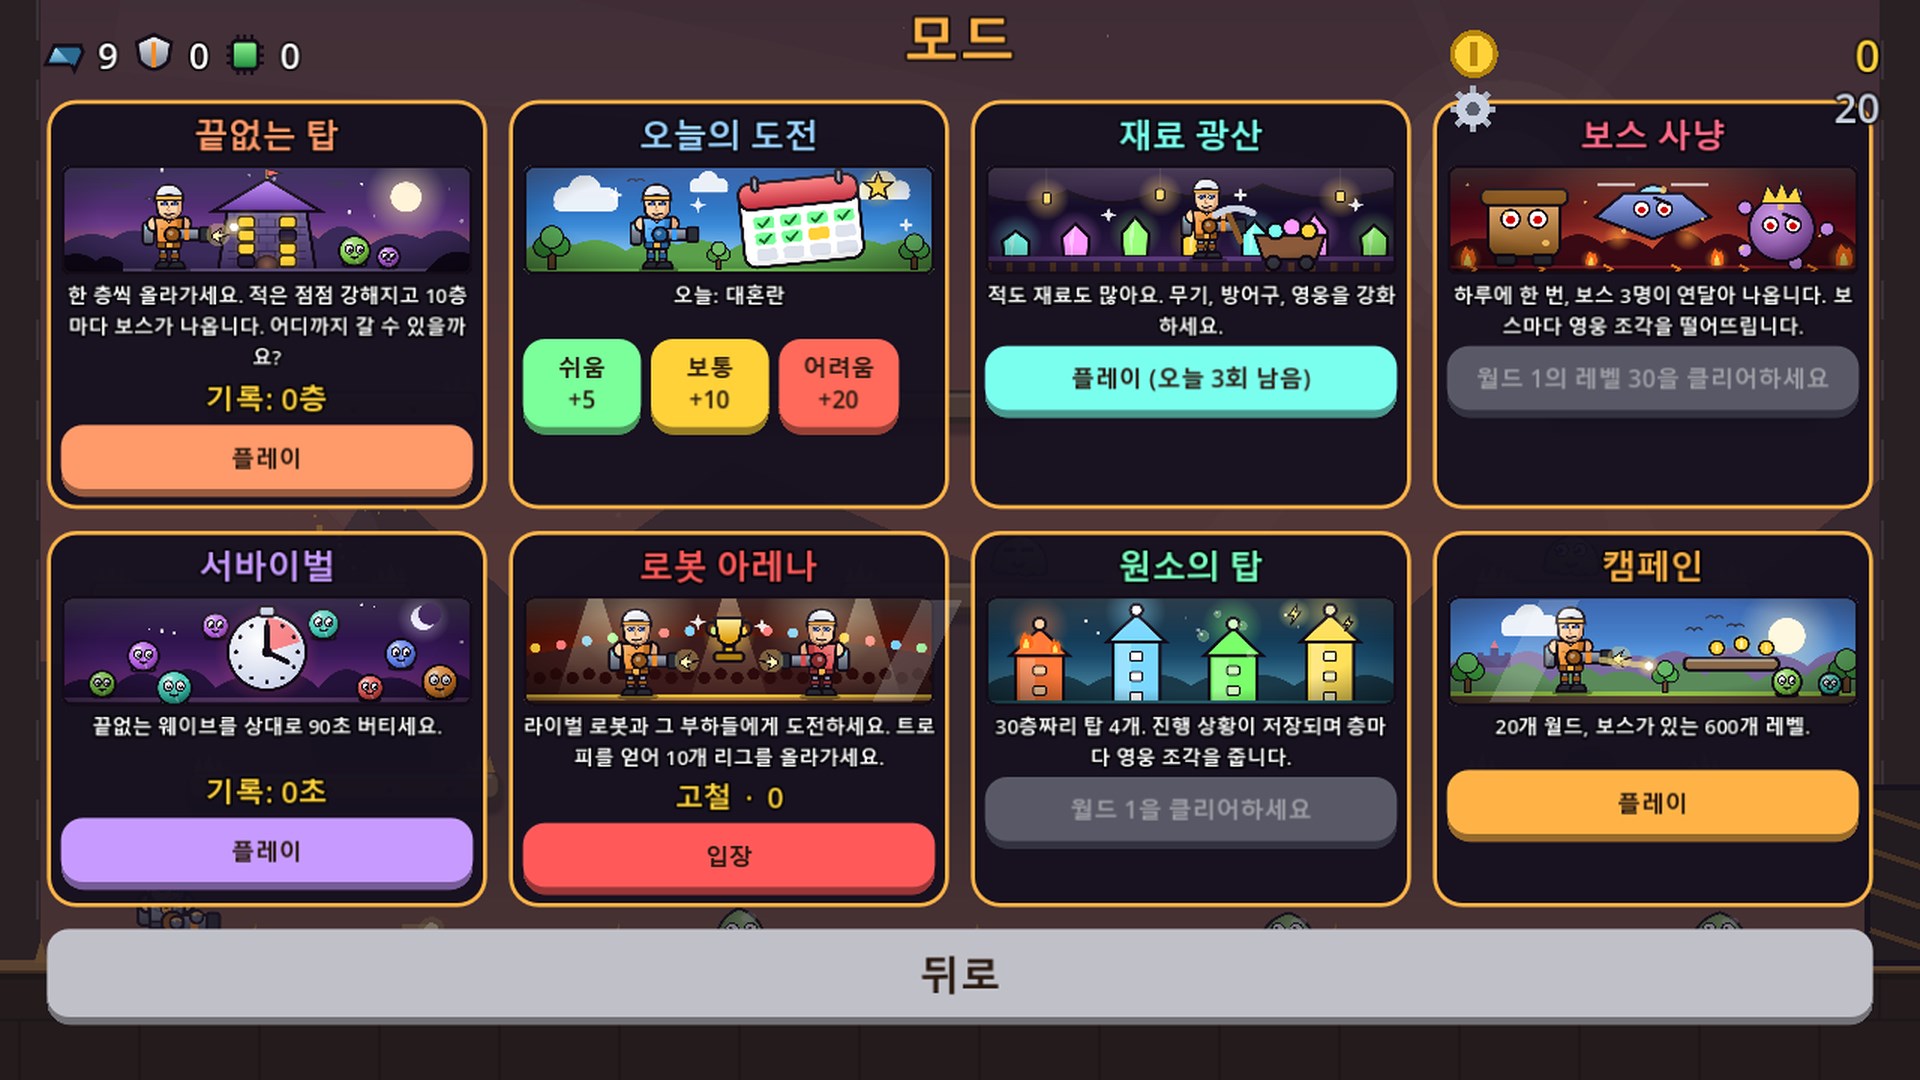 9 0 0
모드
0
20
끝없는 탑
한 층씩 올라가세요. 적은 점점 강해지고 10층
마다 보스가 나옵니다. 어디까지 갈 수 있을까
요?
기록: 0층
플레이
오늘의 도전
오늘: 대혼란
쉬움
+5
보통
+10
어려움
+20
재료 광산
적도 재료도 많아요. 무기, 방어구, 영웅을 강화
하세요.
플레이 (오늘 3회 남음)
보스 사냥
하루에 한 번, 보스 3명이 연달아 나옵니다. 보
스마다 영웅 조각을 떨어뜨립니다.
월드 1의 레벨 30을 클리어하세요
서바이벌
끝없는 웨이브를 상대로 90초 버티세요.
기록: 0초
플레이
로봇 아레나
라이벌 로봇과 그 부하들에게 도전하세요. 트로
피를 얻어 10개 리그를 올라가세요.
고철 · 0
입장
원소의 탑
30층짜리 탑 4개. 진행 상황이 저장되며 층마
다 영웅 조각을 줍니다.
월드 1을 클리어하세요
캠페인
20개 월드, 보스가 있는 600개 레벨.
플레이
뒤로